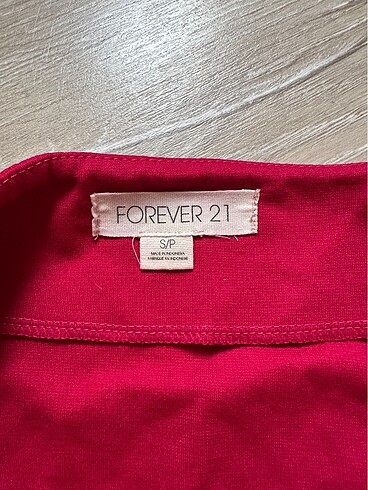 FOREVER 21
S/P
MADE IN INDONESIA
FABRIQUÉ EN INDONÉSIE